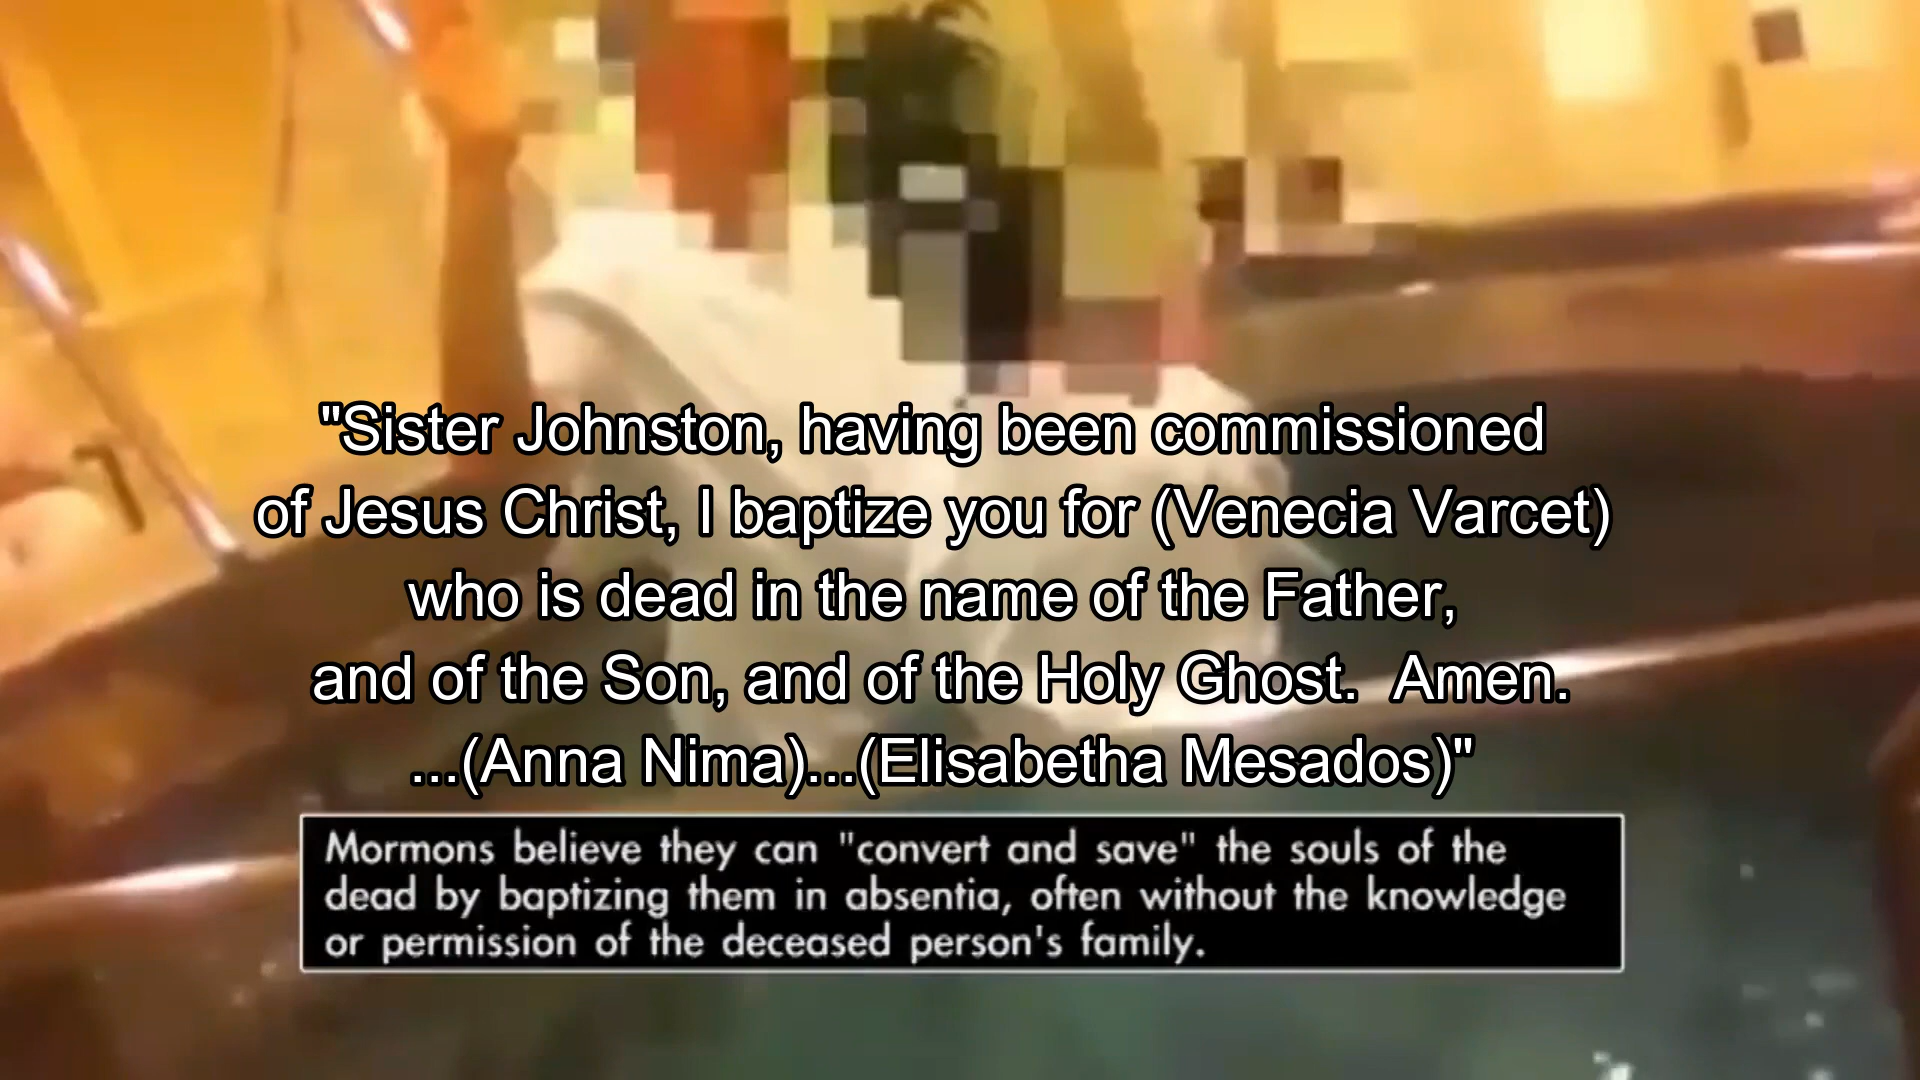 "Sister Johnston, having been commissioned
of Jesus Christ, I baptize you for (Venecia Varcet)
who is dead in the name of the Father,
and of the Son, and of the Holy Ghost.  Amen.
...(Anna Nima)...(Elisabetha Mesados)"
Mormons believe they can "convert and save" the souls of the
dead by baptizing them in absentia, often without the knowledge
or permission of the deceased person's family.